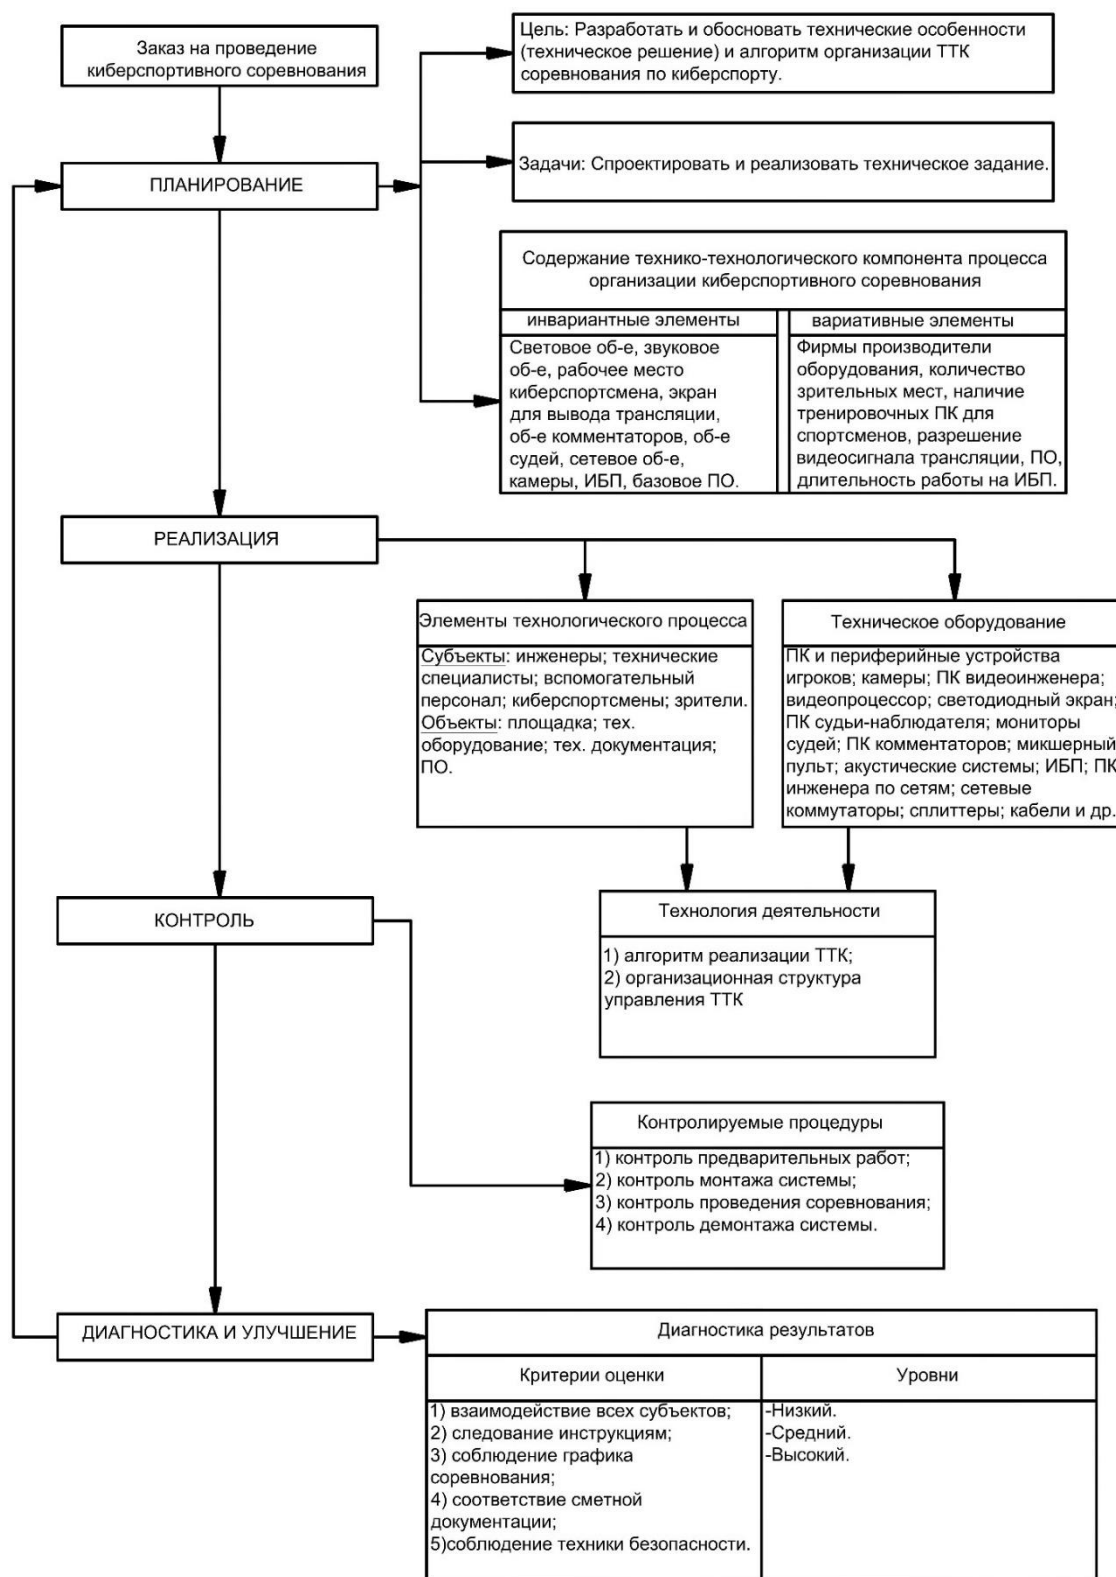 Заказ на проведение
киберспортивного соревнования
Цель: Разработать и обосновать технические особенности
(техническое решение) и алгоритм организации ТТК
соревнования по киберспорту.
ПЛАНИРОВАНИЕ
Задачи: Спроектировать и реализовать техническое задание.
Содержание технико-технологического компонента процесса
организации киберспортивного соревнования
инвариантные элементы
Световое об-е, звуковое
об-е, рабочее место
киберспортсмена, экран
для вывода трансляции,
об-е комментаторов, об-е
судей, сетевое об-е,
камеры, ИБП, базовое ПО.
вариативные элементы
Фирмы производители
оборудования, количество
зрительных мест, наличие
тренировочных ПК для
спортсменов, разрешение
видеосигнала трансляции, ПО,
длительность работы на ИБП.
РЕАЛИЗАЦИЯ
Элементы технологического процесса
Субъекты: инженеры; технические
специалисты; вспомогательный
персонал; киберспортсмены; зрители.
Объекты: площадка; тех.
оборудование; тех. документация;
ПО.
Техническое оборудование
ПК и периферийные устройства
игроков; камеры; ПК видеоинженера;
видеопроцессор; светодиодный экран;
ПК судьи-наблюдателя; мониторы
судей; ПК комментаторов; микшерный
пульт; акустические системы; ИБП; ПК
инженера по сетям; сетевые
коммутаторы; сплиттеры; кабели и др.
Технология деятельности
1) алгоритм реализации ТТК;
2) организационная структура
управления ТТК
КОНТРОЛЬ
Контролируемые процедуры
1) контроль предварительных работ;
2) контроль монтажа системы;
3) контроль проведения соревнования;
4) контроль демонтажа системы.
ДИАГНОСТИКА И УЛУЧШЕНИЕ
Диагностика результатов
Критерии оценки
1) взаимодействие всех субъектов;
2) следование инструкциям;
3) соблюдение графика
соревнования;
4) соответствие сметной
документации;
5)соблюдение техники безопасности.
Уровни
-Низкий.
-Средний.
-Высокий.